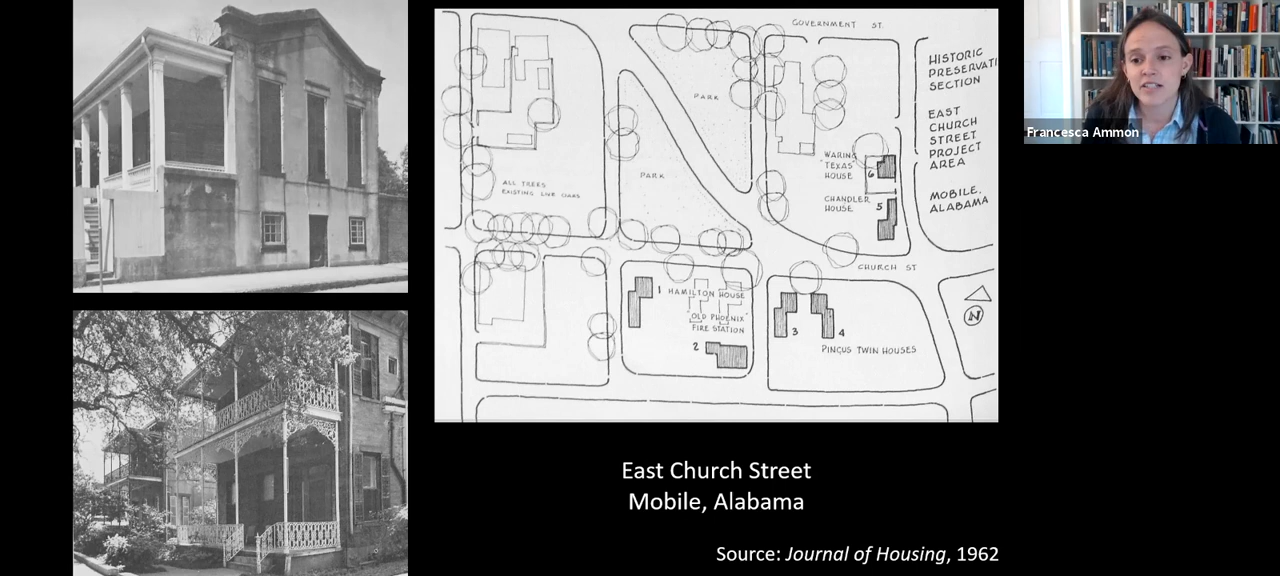 GOVERNMENT ST.
HISTORIC
PRESERVATI
SECTION
EAST
CHURCH
STREET
PROJECT
AREA
MOBILE,
ALABAMA
PARK
PARK
ALL TREES
EXISTING LIVE OAKS
WARING
"TEXAS"
HOUSE
6
CHANDLER
HOUSE
5
CHURCH ST
N
1 HAMILTON HOUSE
"OLD PHOENIX"
FIRE STATION
2
3
4
PINCUS TWIN HOUSES
East Church Street
Mobile, Alabama
Source: Journal of Housing, 1962
Francesca Ammon